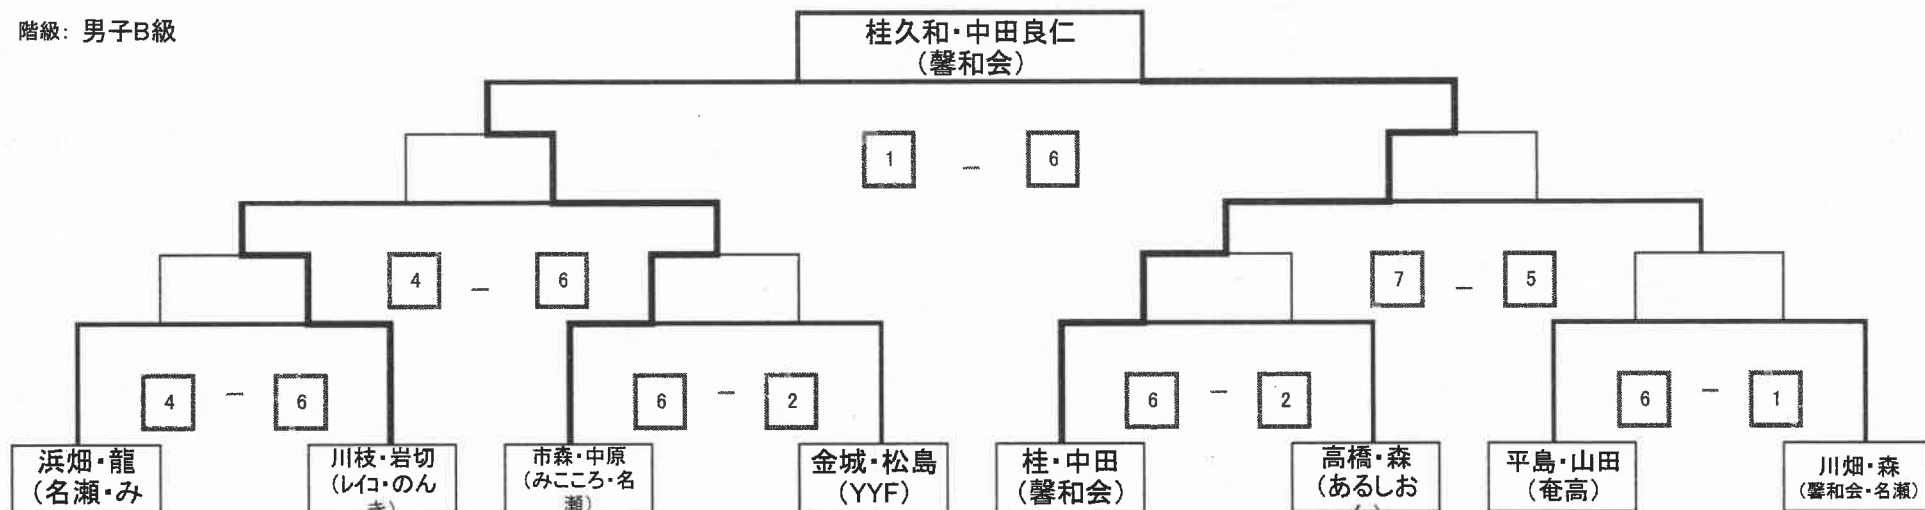 階級: 男子B級
桂久和・中田良仁
(馨和会)
1 － 6
4 － 6
7 － 5
4 － 6
6 － 2
6 － 2
6 － 1
浜畑・龍
(名瀬・み
川枝・岩切
(レイコ・のん
き)
市森・中原
(みこころ・名
瀬)
金城・松島
(YYF)
桂・中田
(馨和会)
高橋・森
(あるしお
平島・山田
(奄高)
川畑・森
(馨和会・名瀬)